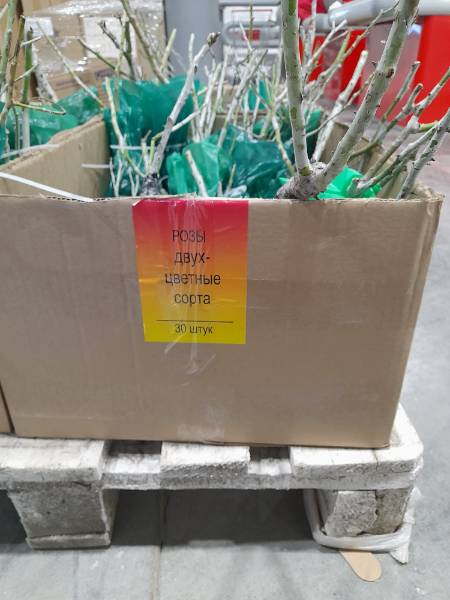 РОЗЫ
двух-
цветные
сорта
30 штук